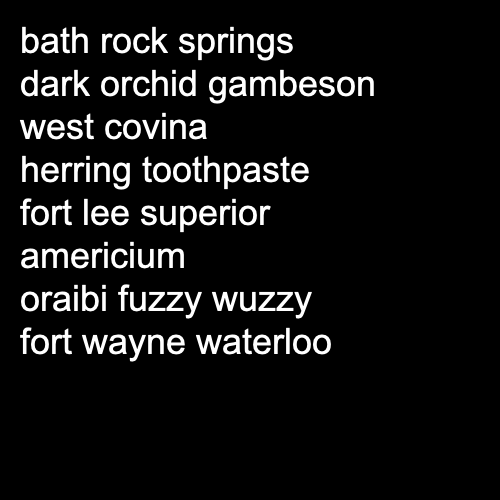 bath rock springs
dark orchid gambeson
west covina
herring toothpaste
fort lee superior
americium
oraibi fuzzy wuzzy
fort wayne waterloo